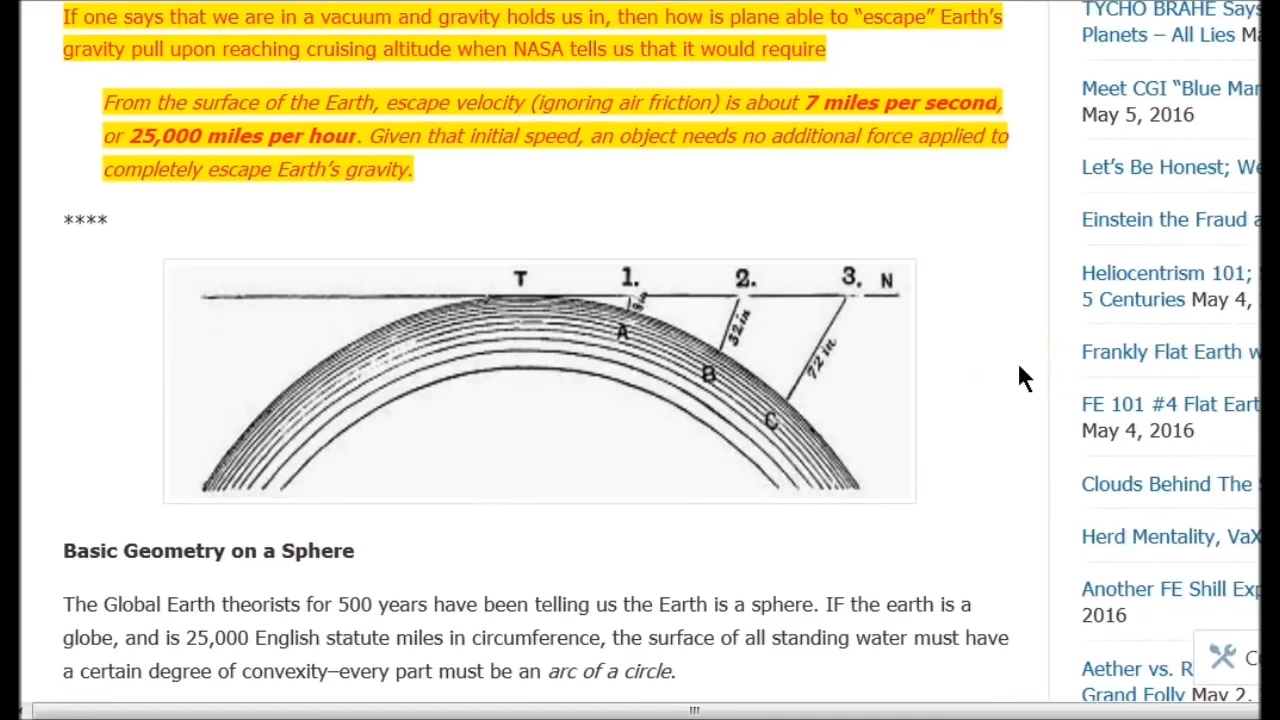 If one says that we are in a vacuum and gravity holds us in, then how is plane able to “escape” Earth’s
gravity pull upon reaching cruising altitude when NASA tells us that it would require
From the surface of the Earth, escape velocity (ignoring air friction) is about 7 miles per second,
or 25,000 miles per hour. Given that initial speed, an object needs no additional force applied to
completely escape Earth’s gravity.
****
T 1. 2. 3. N
32 in
72 in
A
B
C
Basic Geometry on a Sphere
The Global Earth theorists for 500 years have been telling us the Earth is a sphere. IF the earth is a
globe, and is 25,000 English statute miles in circumference, the surface of all standing water must have
a certain degree of convexity–every part must be an arc of a circle.
TYCHO BRAHE Says
Planets – All Lies
Meet CGI “Blue Mar
May 5, 2016
Let’s Be Honest; We
Einstein the Fraud a
Heliocentrism 101;
5 Centuries May 4,
Frankly Flat Earth w
FE 101 #4 Flat Eart
May 4, 2016
Clouds Behind The
Herd Mentality, VaX
Another FE Shill Exp
2016
Aether vs. R
Grand Folly May 2,